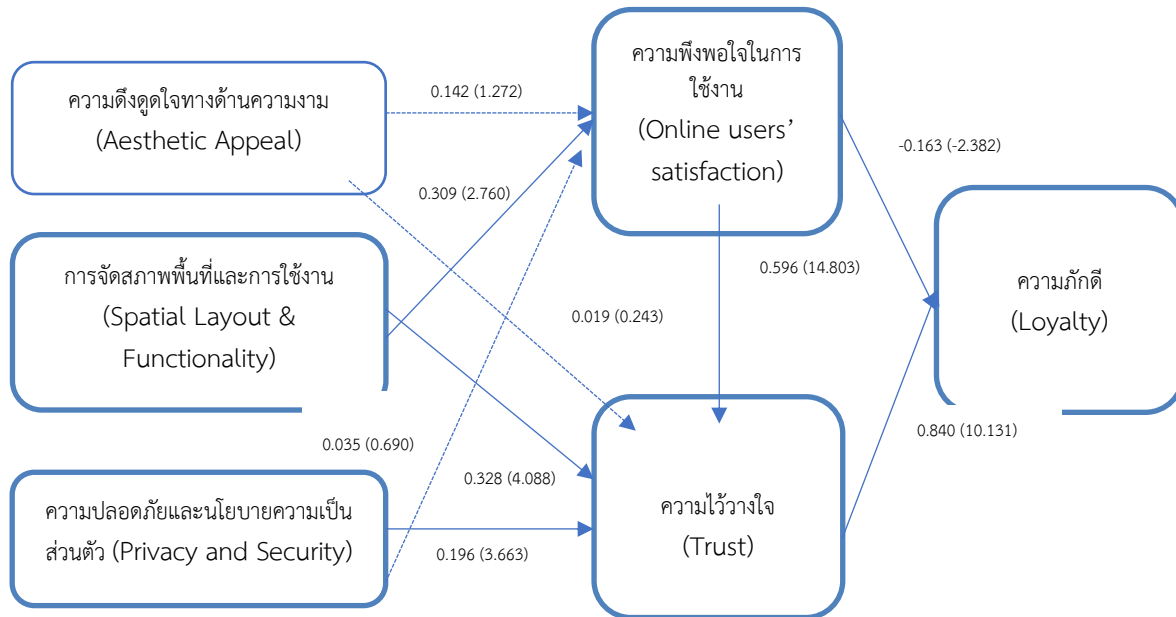 ความดึงดูดใจทางด้านความงาม
(Aesthetic Appeal)
0.142 (1.272)
ความพึงพอใจในการ
ใช้งาน
(Online users’
satisfaction)
-0.163 (-2.382)
0.309 (2.760)
การจัดสภาพพื้นที่และการใช้งาน
(Spatial Layout &
Functionality)
0.596 (14.803)
0.019 (0.243)
ความภักดี
(Loyalty)
0.035 (0.690)
0.328 (4.088)
0.840 (10.131)
ความปลอดภัยและนโยบายความเป็น
ส่วนตัว (Privacy and Security)
0.196 (3.663)
ความไว้วางใจ
(Trust)